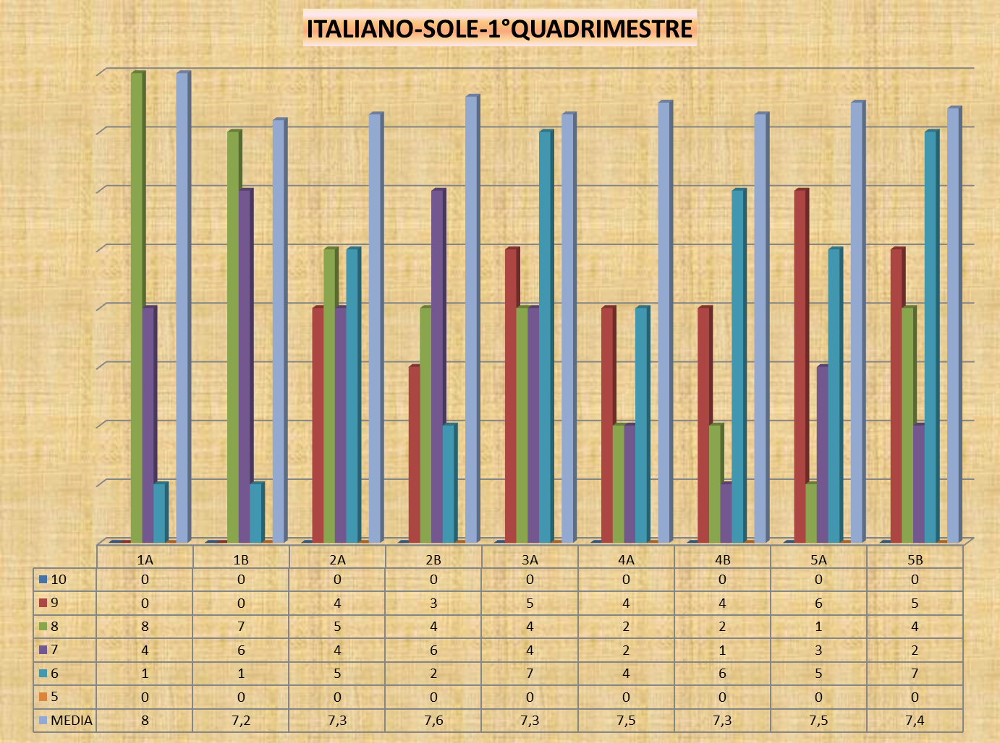 ITALIANO-SOLE-1°QUADRIMESTRE
1A 1B 2A 2B 3A 4A 4B 5A 5B
10 0 0 0 0 0 0 0 0 0
9 0 0 4 3 5 4 4 6 5
8 8 7 5 4 4 2 2 1 4
7 4 6 4 6 4 2 1 3 2
6 1 1 5 2 7 4 6 5 7
5 0 0 0 0 0 0 0 0 0
MEDIA 8 7,2 7,3 7,6 7,3 7,5 7,3 7,5 7,4